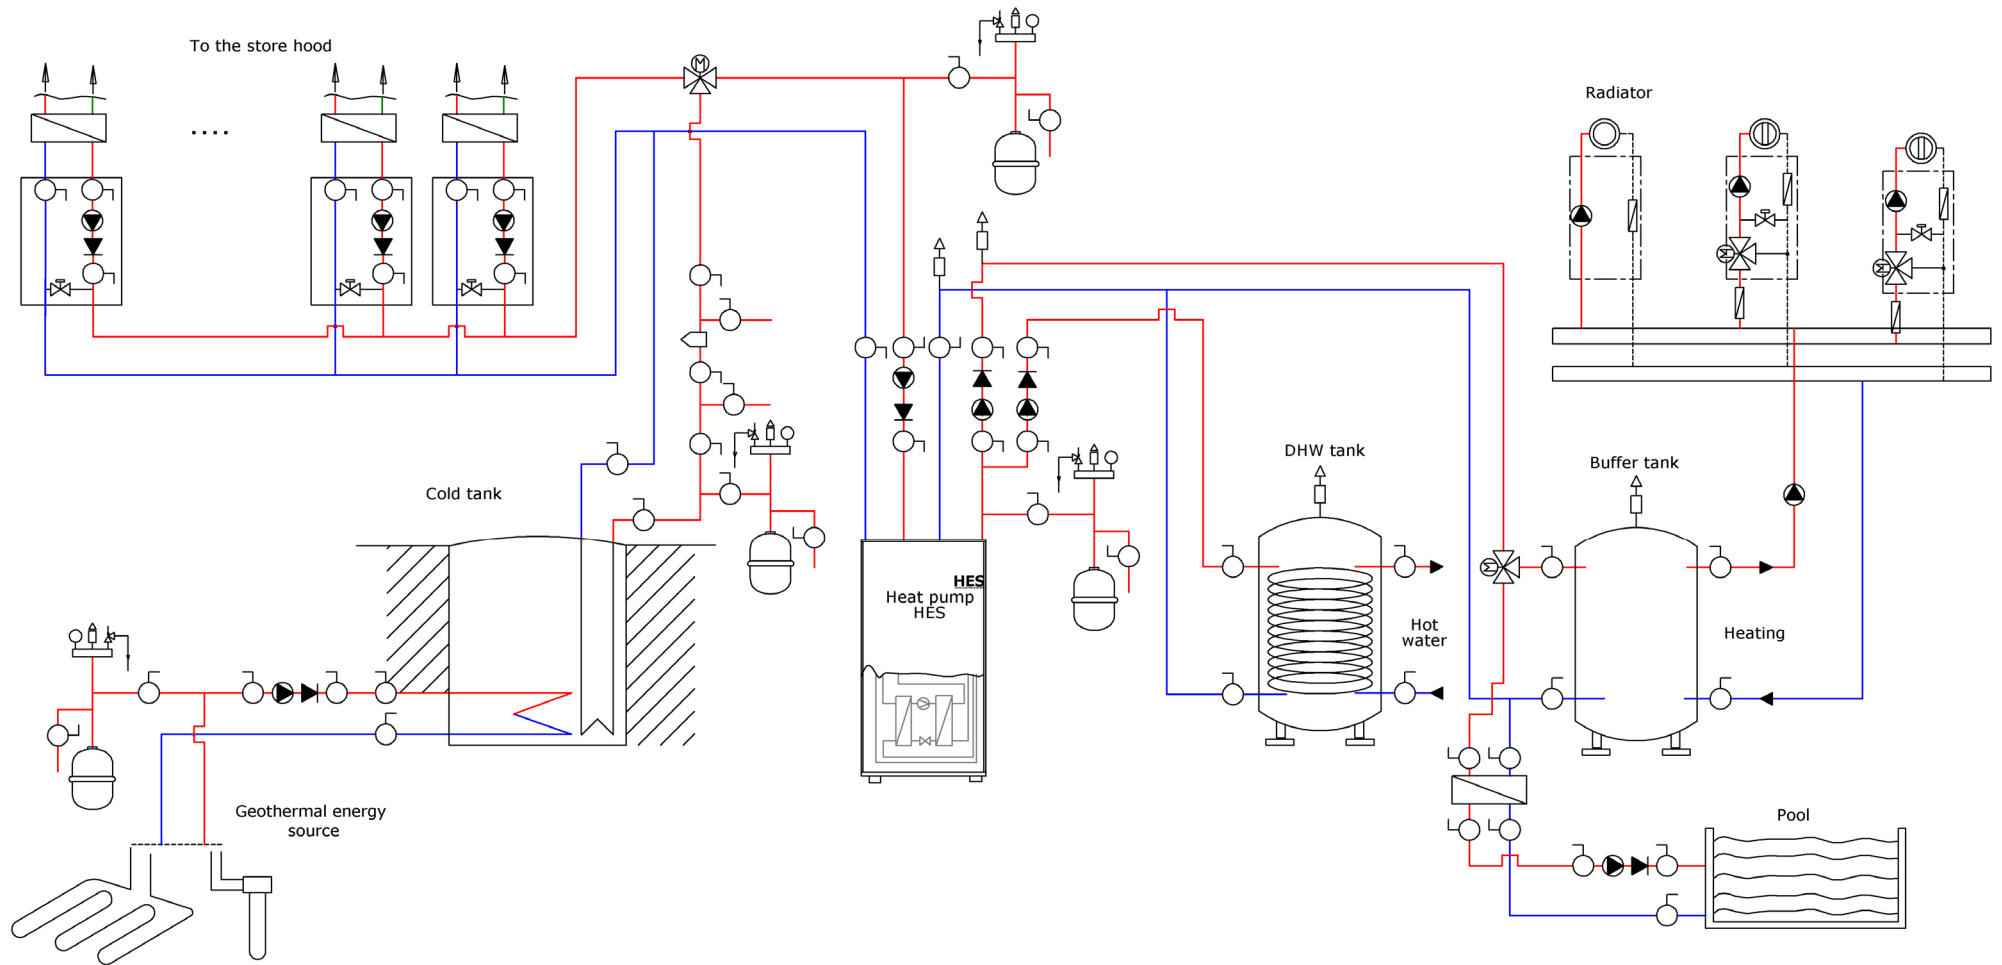 To the store hood
....
M
Radiator
Cold tank
DHW tank
Buffer tank
HES
Heat pump
HES
Hot
water
Heating
Geothermal energy
source
Pool